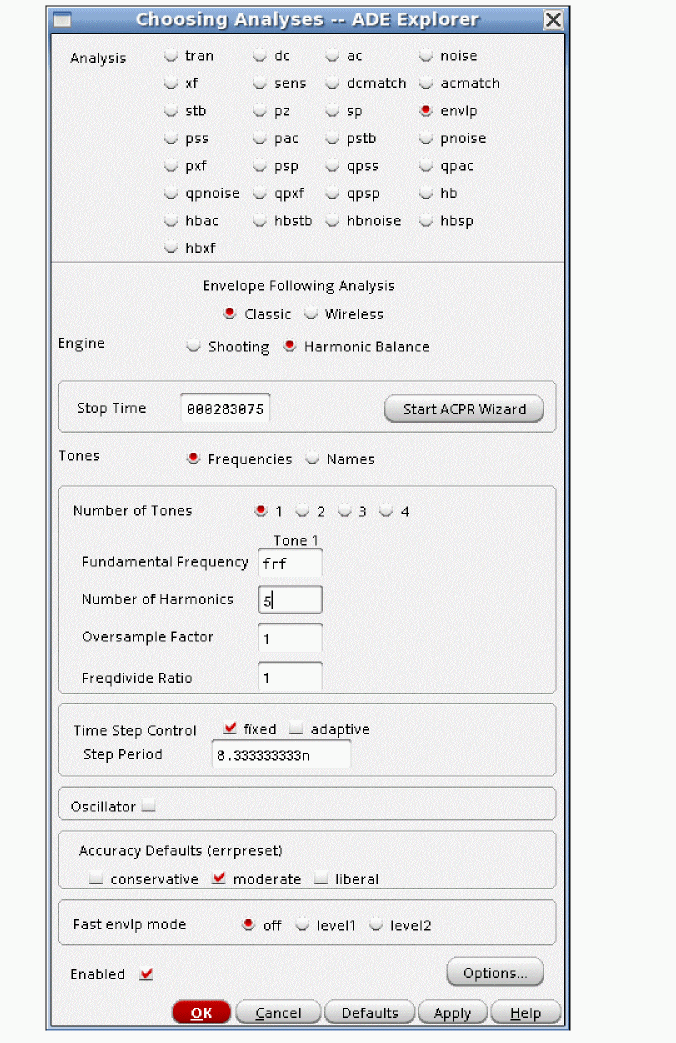 Choosing Analyses -- ADE Explorer
Analysis tran dc ac noise
xf sens dcmatch acmatch
stb pz sp envlp
pss pac pstb pnoise
pxf psp qpss qpac
qpnoise qpxf qpsp hb
hbac hbstb hbnoise hbsp
hbxf
Envelope Following Analysis
Classic Wireless
Engine Shooting Harmonic Balance
Stop Time 000283075 Start ACPR Wizard
Tones Frequencies Names
Number of Tones 1 2 3 4
Tone 1
Fundamental Frequency frf
Number of Harmonics 5
Oversample Factor 1
Freqdivide Ratio 1
Time Step Control fixed adaptive
Step Period 8.333333333n
Oscillator
Accuracy Defaults (errpreset)
conservative moderate liberal
Fast envlp mode off level1 level2
Enabled Options...
OK Cancel Defaults Apply Help